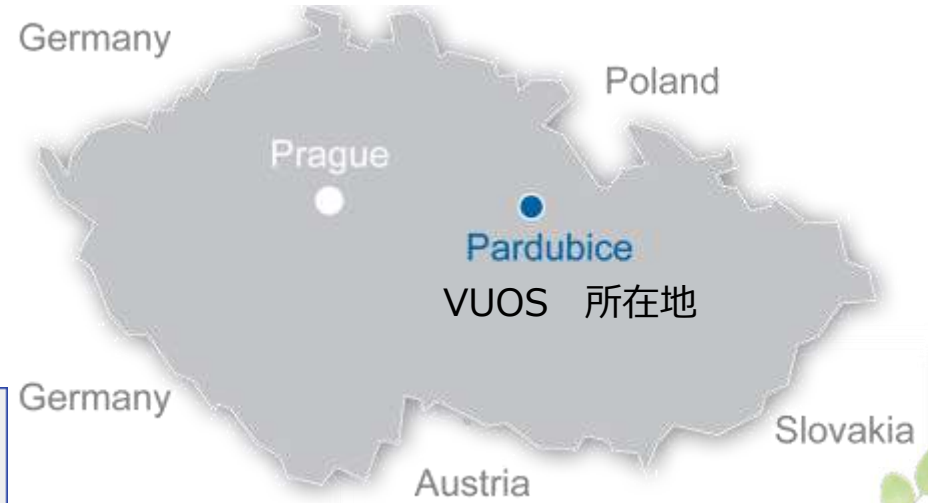 Germany
Poland
Prague
Pardubice
VUOS　所在地
Germany
Slovakia
Austria